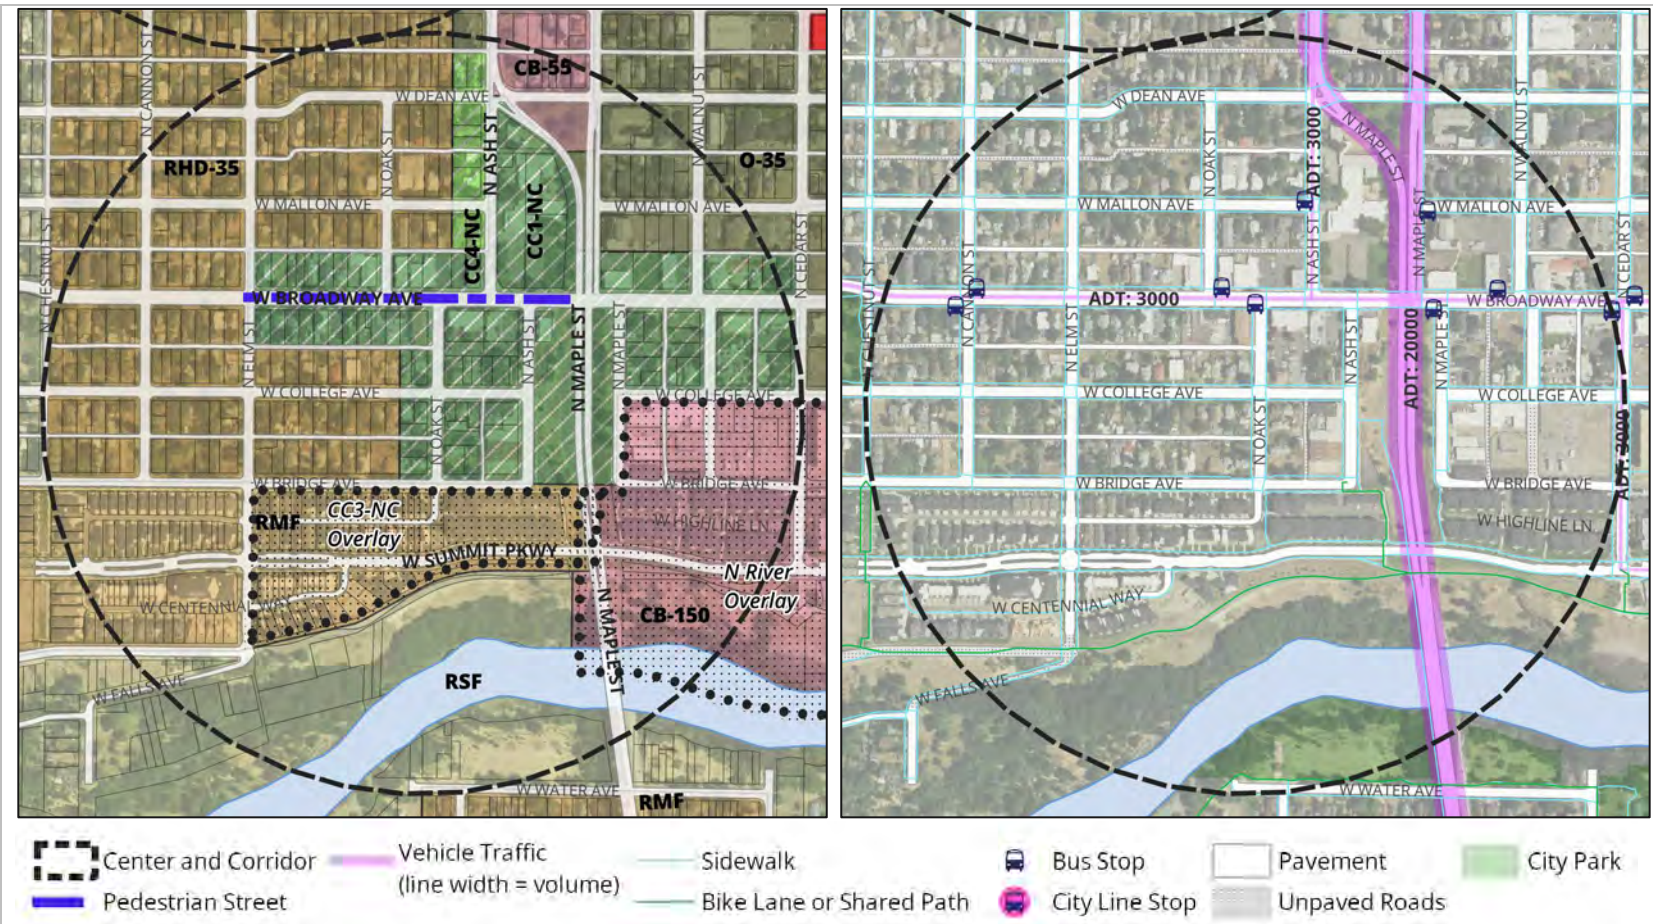 CB-55
W DEAN AVE
N CANNON ST
N ASH ST
N WALNUT ST
RHD-35
N OAK ST
O-35
W MALLON AVE
W MALLON AVE
CC4-NC
CC1-NC
N CHESTNUT ST
N CEDAR ST
W BROADWAY AVE
N ELM ST
N ASH ST
N MAPLE ST
N MAPLE ST
W COLLEGE AVE
W COLLEGE AVE
N OAK ST
W BRIDGE AVE
W BRIDGE AVE
CC3-NC
Overlay
RMF
W HIGHLINE LN
W SUMMIT PKWY
N River
Overlay
W CENTENNIAL WAY
CB-150
N MAPLE ST
RSF
W FALLS AVE
W WATER AVE
RMF
W DEAN AVE
N MAPLE ST
N WALNUT ST
ADT: 3000
N OAK ST
W MALLON AVE
W MALLON AVE
N ASH ST
N MAPLE ST
N CEDAR ST
N CANNON ST
CHESTNUT ST
ADT: 3000
W BROADWAY AVE
N ELM ST
N ASH ST
ADT: 20000
N MAPLE ST
W COLLEGE AVE
W COLLEGE AVE
N OAK ST
ADT: 3000
W BRIDGE AVE
W BRIDGE AVE
W HIGHLINE LN
W CENTENNIAL WAY
W FALLS AVE
W WATER AVE
Center and Corridor
Pedestrian Street
Vehicle Traffic
(line width = volume)
Sidewalk
Bike Lane or Shared Path
Bus Stop
City Line Stop
Pavement
Unpaved Roads
City Park